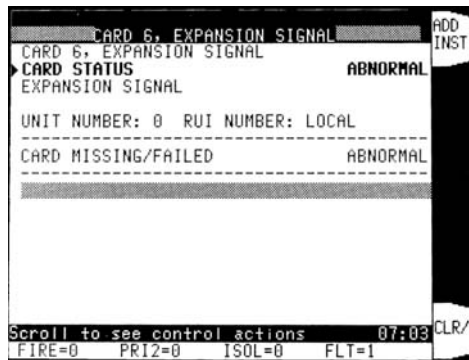 CARD 6, EXPANSION SIGNAL
CARD 6, EXPANSION SIGNAL
CARD STATUS ABNORMAL
EXPANSION SIGNAL
UNIT NUMBER: 0 RUI NUMBER: LOCAL
CARD MISSING/FAILED ABNORMAL
Scroll to see control actions 07:03
FIRE=0 PRI2=0 ISOL=0 FLT=1
ADD
INST
CLR/